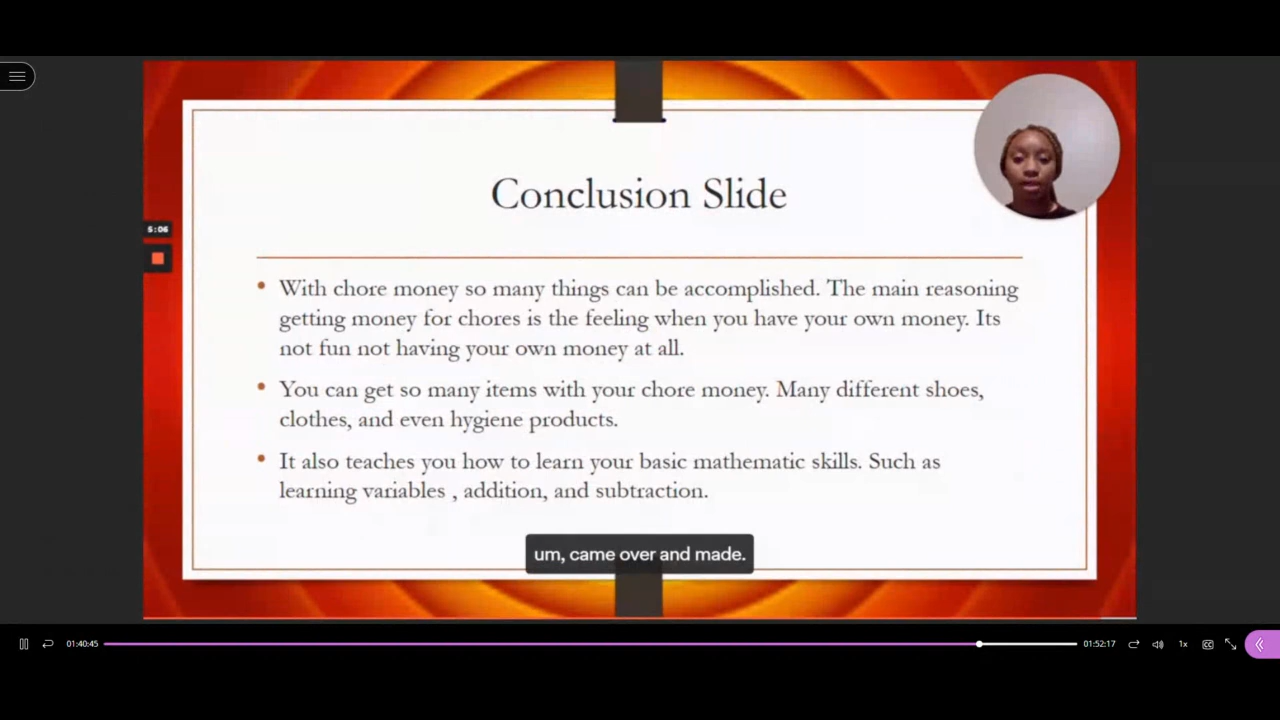 Conclusion Slide
5:06
• With chore money so many things can be accomplished. The main reasoning
getting money for chores is the feeling when you have your own money. Its
not fun not having your own money at all.
• You can get so many items with your chore money. Many different shoes,
clothes, and even hygiene products.
• It also teaches you how to learn your basic mathematic skills. Such as
learning variables , addition, and subtraction.
um, came over and made.
01:40:45
01:52:17
1x
CC